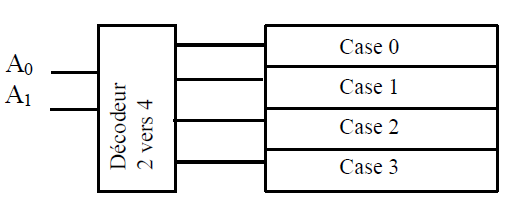 A0
A1
Décodeur
2 vers 4
Case 0
Case 1
Case 2
Case 3